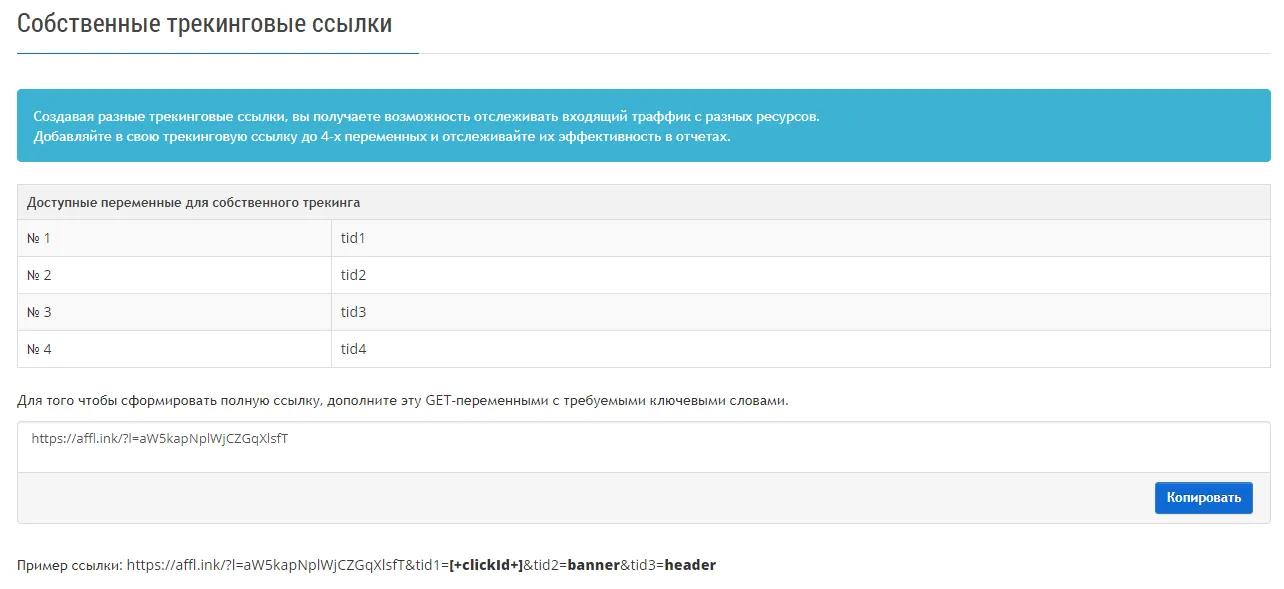 Собственные трекинговые ссылки
Создавая разные трекинговые ссылки, вы получаете возможность отслеживать входящий траффик с разных ресурсов.
Добавляйте в свою трекинговую ссылку до 4-х переменных и отслеживайте их эффективность в отчетах.
Доступные переменные для собственного трекинга
№ 1 tid1
№ 2 tid2
№ 3 tid3
№ 4 tid4
Для того чтобы сформировать полную ссылку, дополните эту GET-переменными с требуемыми ключевыми словами.
https://affl.ink/?l=aW5kapNplWjCZGqXlsfT
Копировать
Пример ссылки: https://affl.ink/?l=aW5kapNplWjCZGqXlsfT&tid1=[+clickId+]&tid2=banner&tid3=header